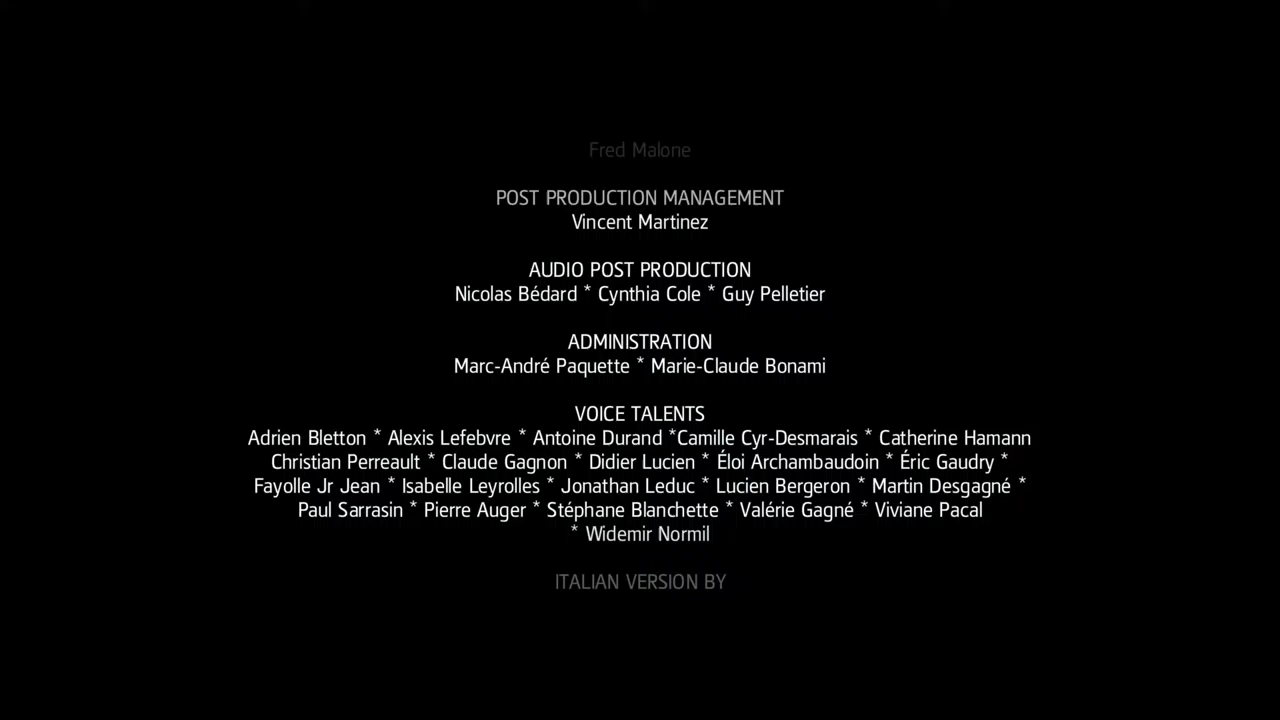 Fred Malone
POST PRODUCTION MANAGEMENT
Vincent Martinez
AUDIO POST PRODUCTION
Nicolas Bédard * Cynthia Cole * Guy Pelletier
ADMINISTRATION
Marc-André Paquette * Marie-Claude Bonami
VOICE TALENTS
Adrien Bletton * Alexis Lefebvre * Antoine Durand *Camille Cyr-Desmarais * Catherine Hamann
Christian Perreault * Claude Gagnon * Didier Lucien * Éloi Archambaudoin * Éric Gaudry *
Fayolle Jr Jean * Isabelle Leyrolles * Jonathan Leduc * Lucien Bergeron * Martin Desgagné *
Paul Sarrasin * Pierre Auger * Stéphane Blanchette * Valérie Gagné * Viviane Pacal
* Widemir Normil
ITALIAN VERSION BY